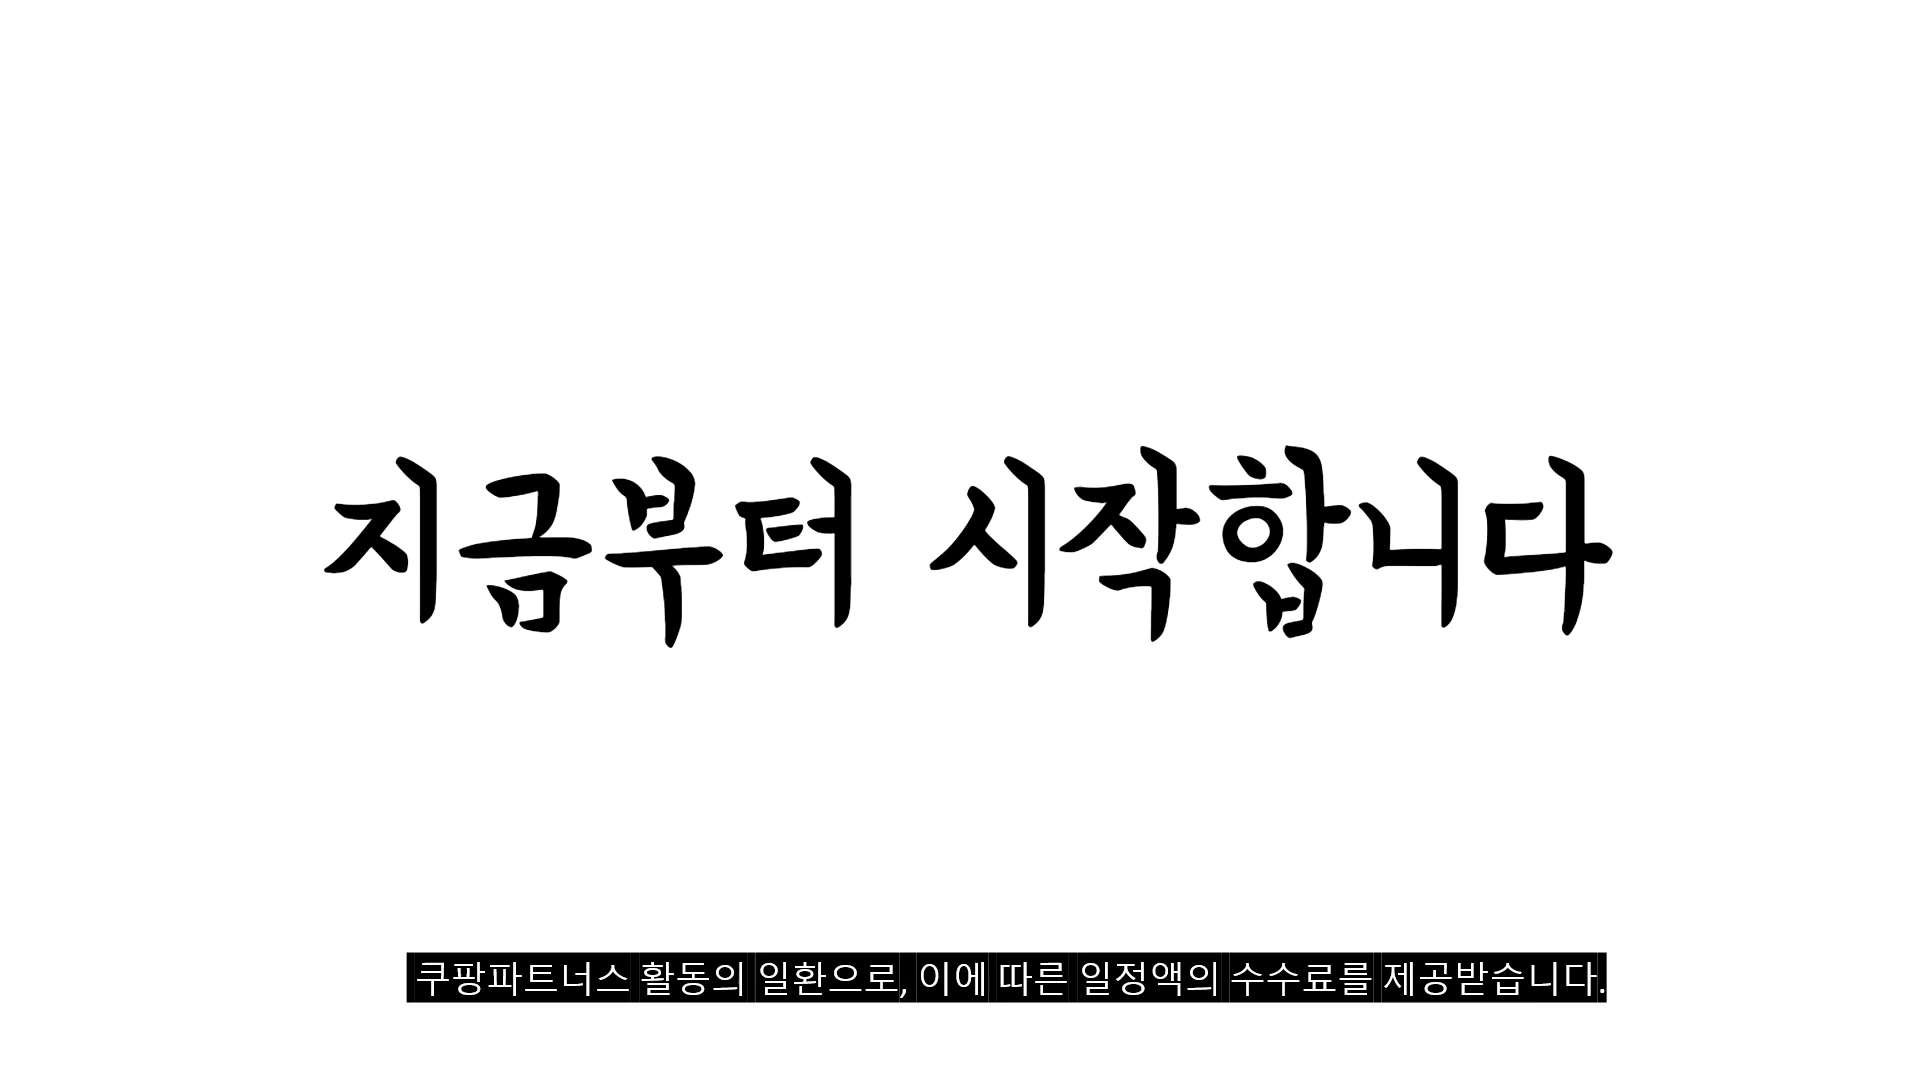 지금부터 시작합니다
쿠팡파트너스 활동의 일환으로, 이에 따른 일정액의 수수료를 제공받습니다.